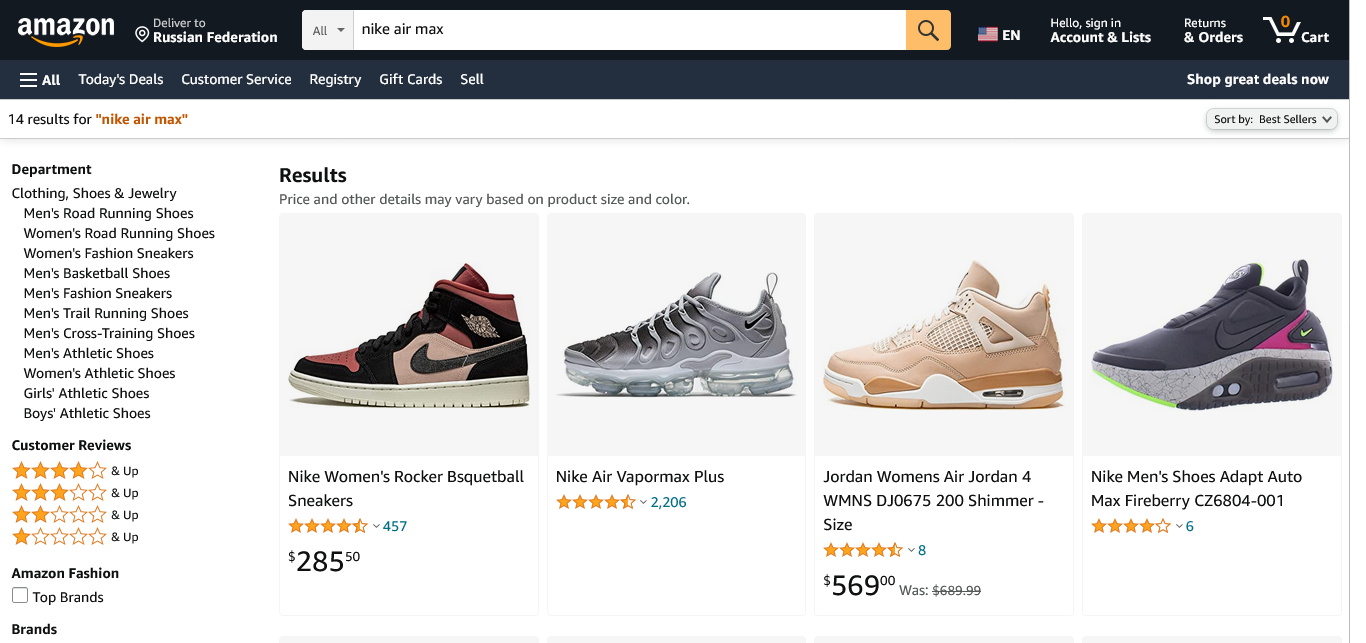 amazon
Deliver to
Russian Federation
All
nike air max
EN
Hello, sign in
Account & Lists
Returns
& Orders
0
Cart
All
Today's Deals
Customer Service
Registry
Gift Cards
Sell
Shop great deals now
14 results for "nike air max"
Sort by: Best Sellers
Department
Clothing, Shoes & Jewelry
Men's Road Running Shoes
Women's Road Running Shoes
Women's Fashion Sneakers
Men's Basketball Shoes
Men's Fashion Sneakers
Men's Trail Running Shoes
Men's Cross-Training Shoes
Men's Athletic Shoes
Women's Athletic Shoes
Girls' Athletic Shoes
Boys' Athletic Shoes
Customer Reviews
& Up
& Up
& Up
& Up
Amazon Fashion
Top Brands
Brands
Results
Price and other details may vary based on product size and color.
Nike Women's Rocker Bsquetball
Sneakers
457
$28550
Nike Air Vapormax Plus
2,206
Jordan Womens Air Jordan 4
WMNS DJ0675 200 Shimmer -
Size
8
$56900 Was: $689.99
Nike Men's Shoes Adapt Auto
Max Fireberry CZ6804-001
6